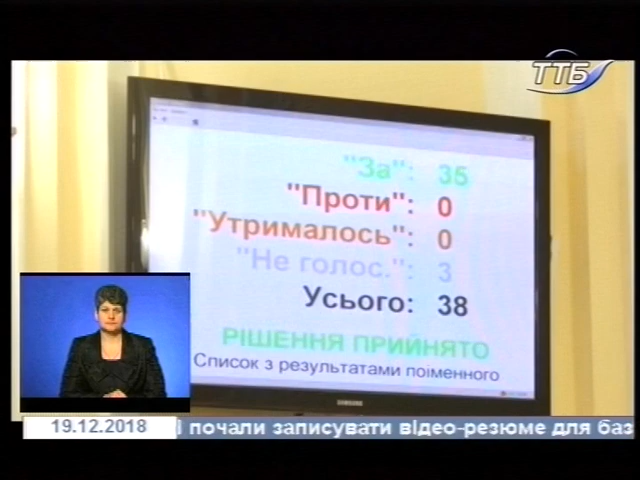 ТТБ
"За": 35
"Проти": 0
"Утрималось": 0
"Не голос.": 3
Усього: 38
РІШЕННЯ ПРИЙНЯТО
Список з результатами поіменного
SAMSUNG
19.12.2018
і почали записувати відео-резюме для баз